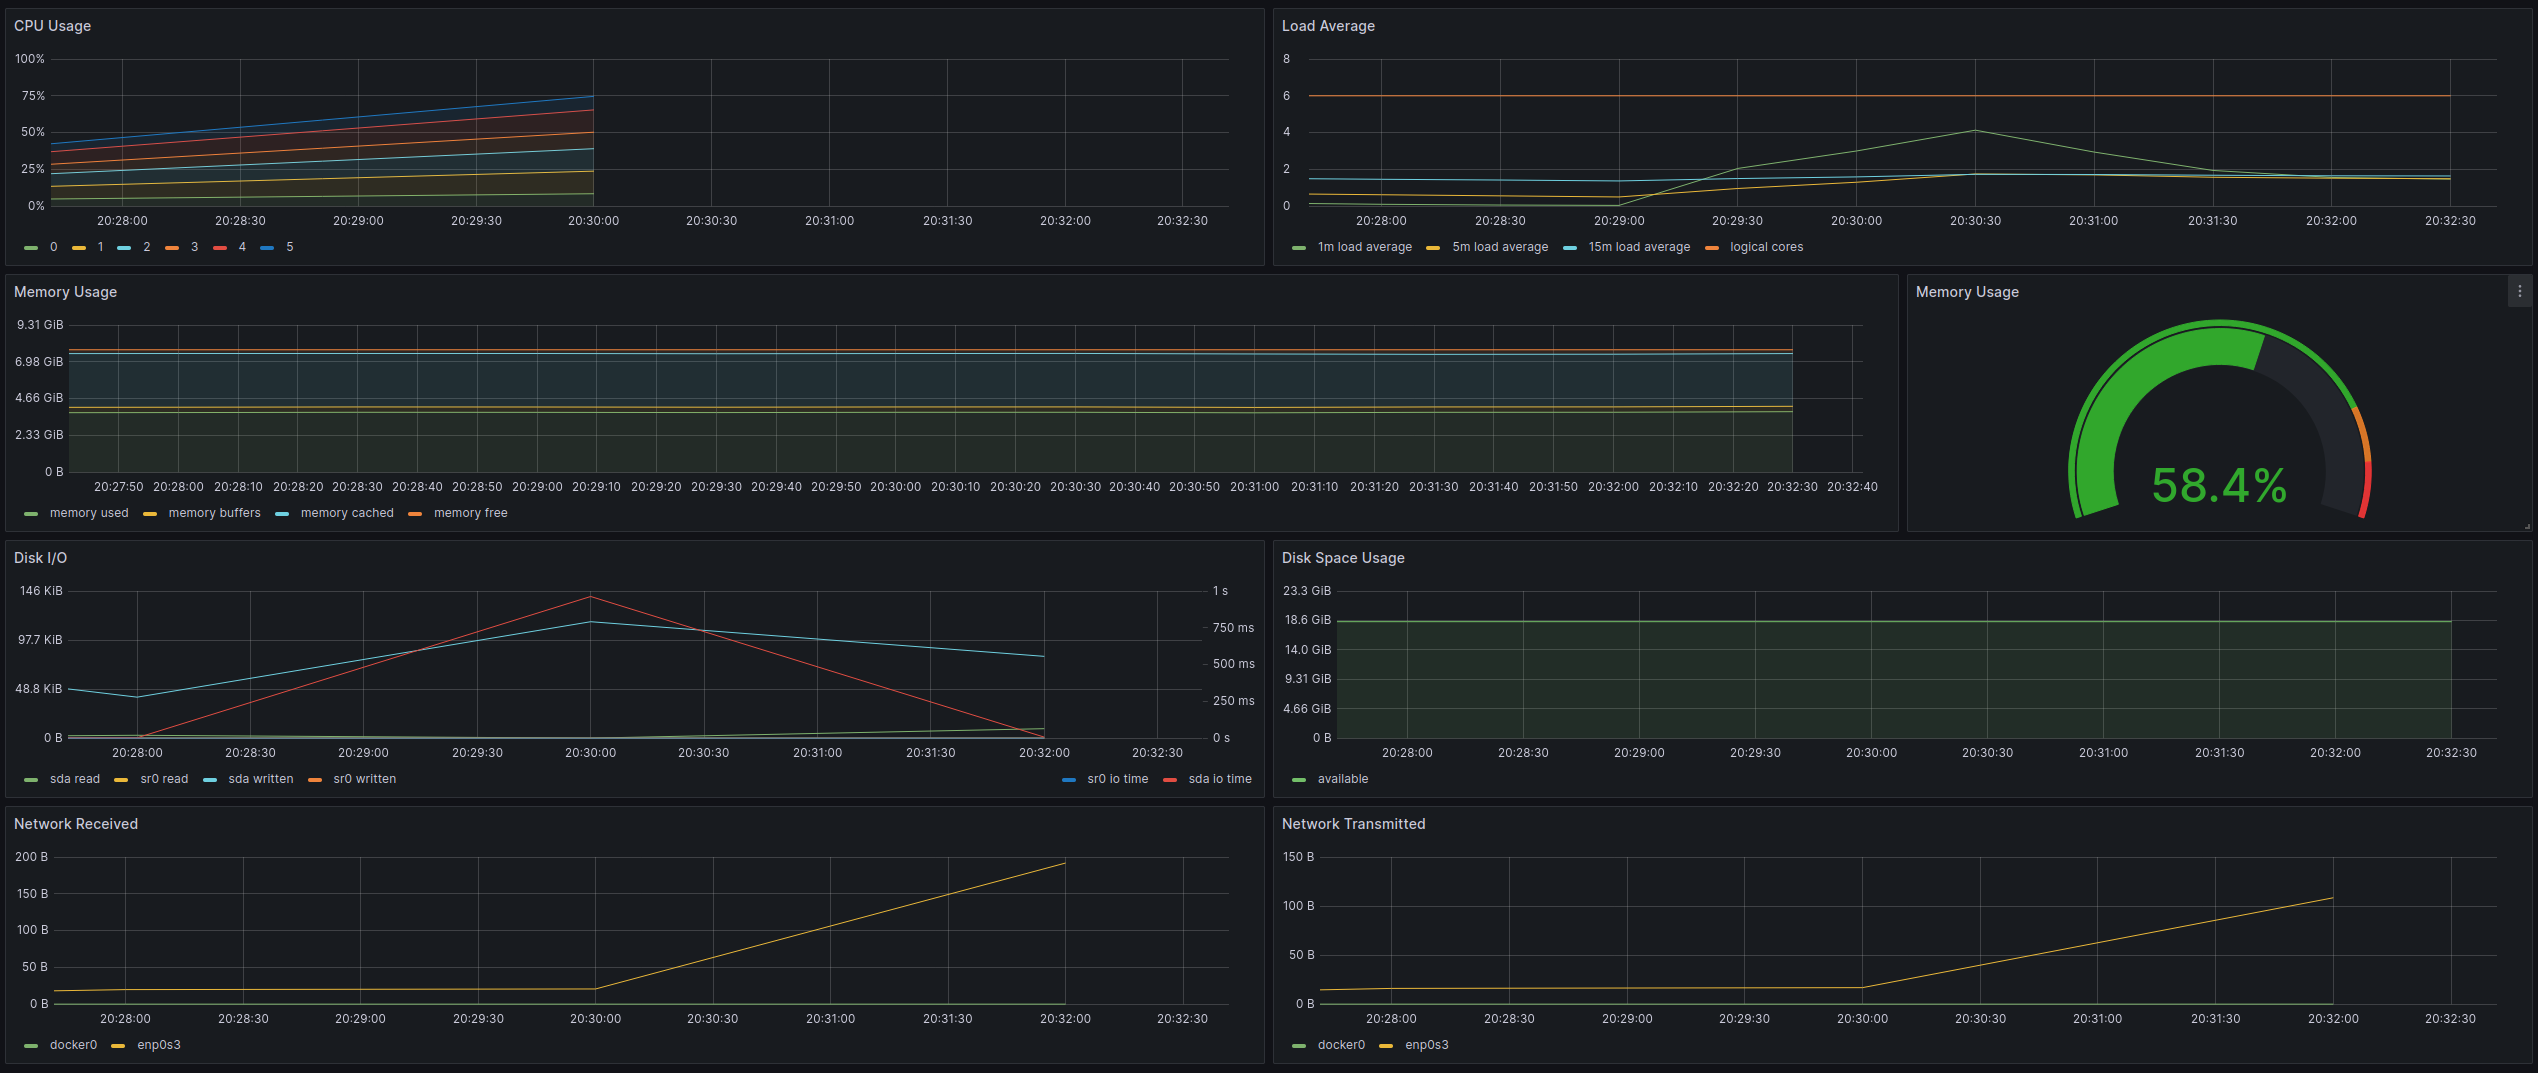 CPU Usage
100%
75%
50%
25%
0%
20:28:00 20:28:30 20:29:00 20:29:30 20:30:00 20:30:30 20:31:00 20:31:30 20:32:00 20:32:30
0 1 2 3 4 5
Load Average
8
6
4
2
0
20:28:00 20:28:30 20:29:00 20:29:30 20:30:00 20:30:30 20:31:00 20:31:30 20:32:00 20:32:30
1m load average 5m load average 15m load average logical cores
Memory Usage
9.31 GiB
6.98 GiB
4.66 GiB
2.33 GiB
0 B
20:27:50 20:28:00 20:28:10 20:28:20 20:28:30 20:28:40 20:28:50 20:29:00 20:29:10 20:29:20 20:29:30 20:29:40 20:29:50 20:30:00 20:30:10 20:30:20 20:30:30 20:30:40 20:30:50 20:31:00 20:31:10 20:31:20 20:31:30 20:31:40 20:31:50 20:32:00 20:32:10 20:32:20 20:32:30 20:32:40
memory used memory buffers memory cached memory free
Memory Usage
58.4%
Disk I/O
146 KiB 1 s
97.7 KiB 750 ms
500 ms
48.8 KiB 250 ms
0 B 0 s
20:28:00 20:28:30 20:29:00 20:29:30 20:30:00 20:30:30 20:31:00 20:31:30 20:32:00 20:32:30
sda read sr0 read sda written sr0 written sr0 io time sda io time
Disk Space Usage
23.3 GiB
18.6 GiB
14.0 GiB
9.31 GiB
4.66 GiB
0 B
20:28:00 20:28:30 20:29:00 20:29:30 20:30:00 20:30:30 20:31:00 20:31:30 20:32:00 20:32:30
available
Network Received
200 B
150 B
100 B
50 B
0 B
20:28:00 20:28:30 20:29:00 20:29:30 20:30:00 20:30:30 20:31:00 20:31:30 20:32:00 20:32:30
docker0 enp0s3
Network Transmitted
150 B
100 B
50 B
0 B
20:28:00 20:28:30 20:29:00 20:29:30 20:30:00 20:30:30 20:31:00 20:31:30 20:32:00 20:32:30
docker0 enp0s3